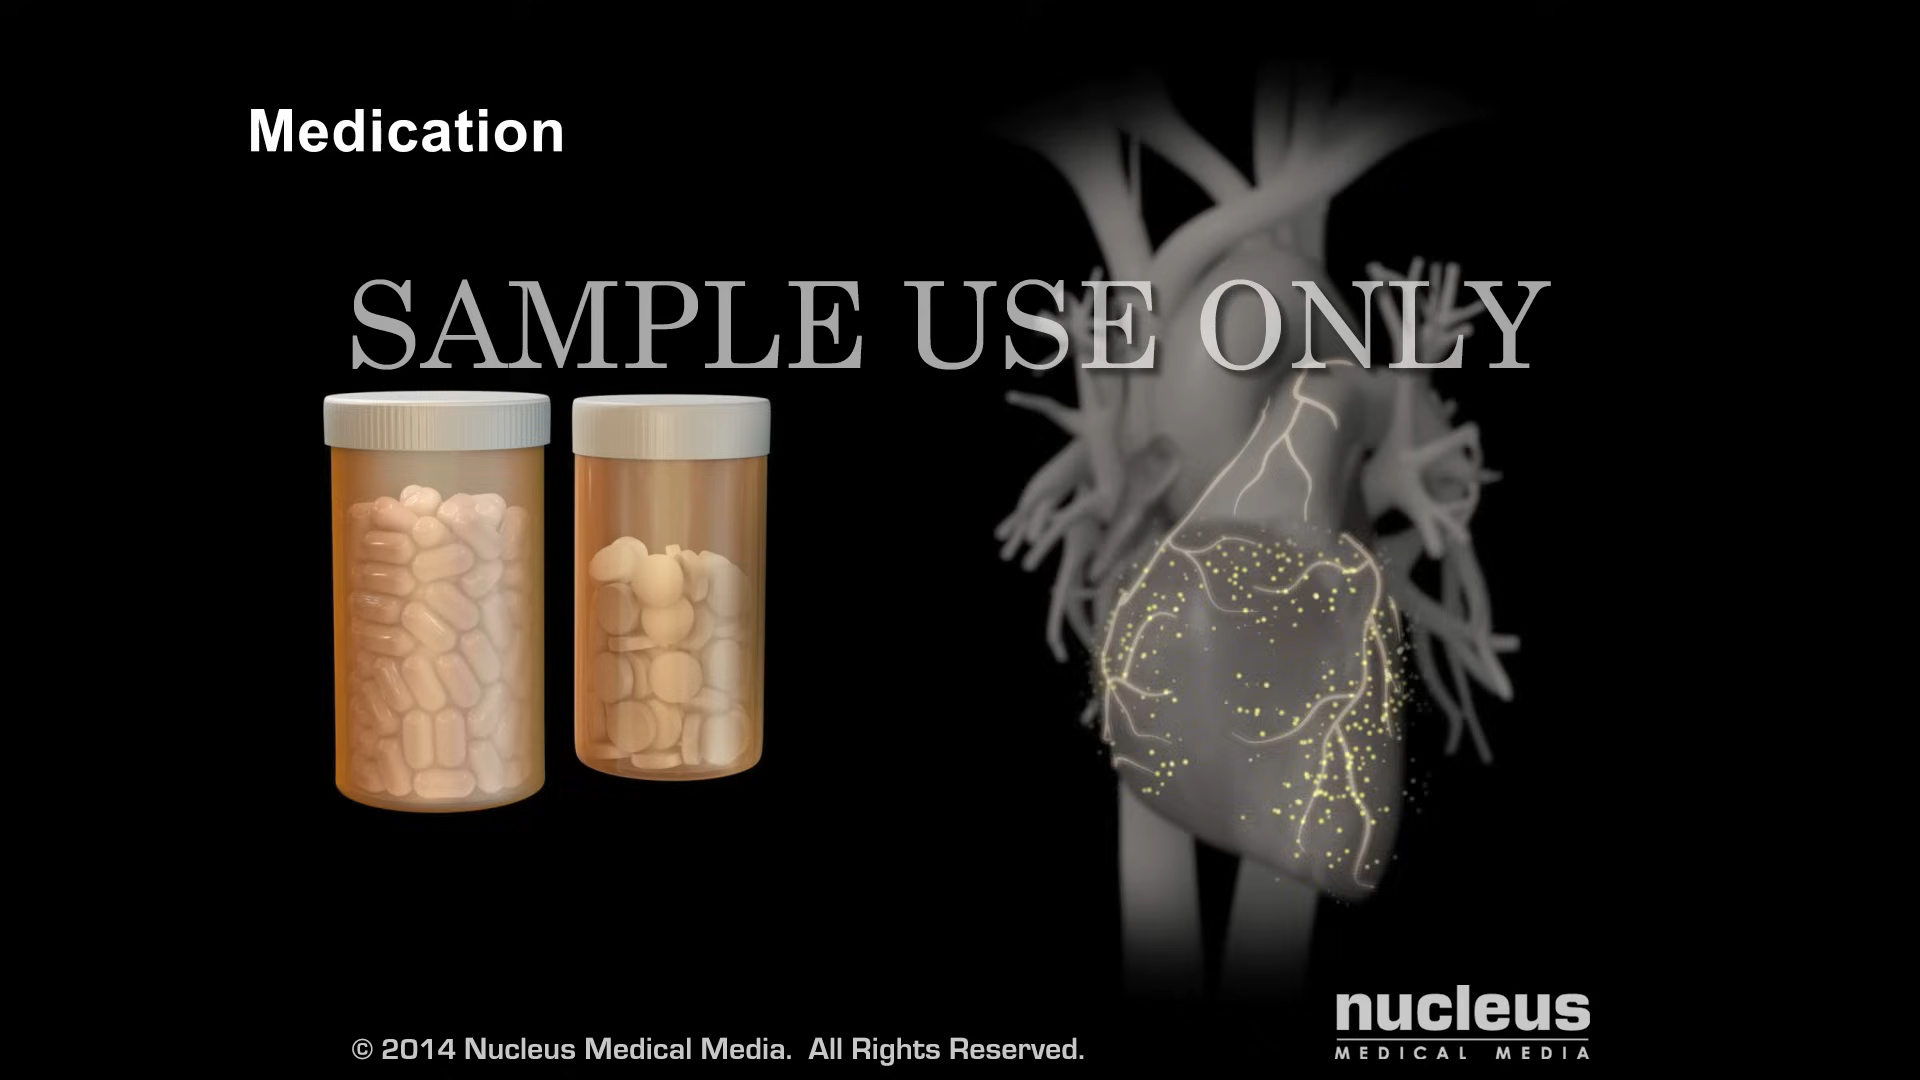 Medication
SAMPLE USE ONLY
nucleus
MEDICAL MEDIA
© 2014 Nucleus Medical Media. All Rights Reserved.